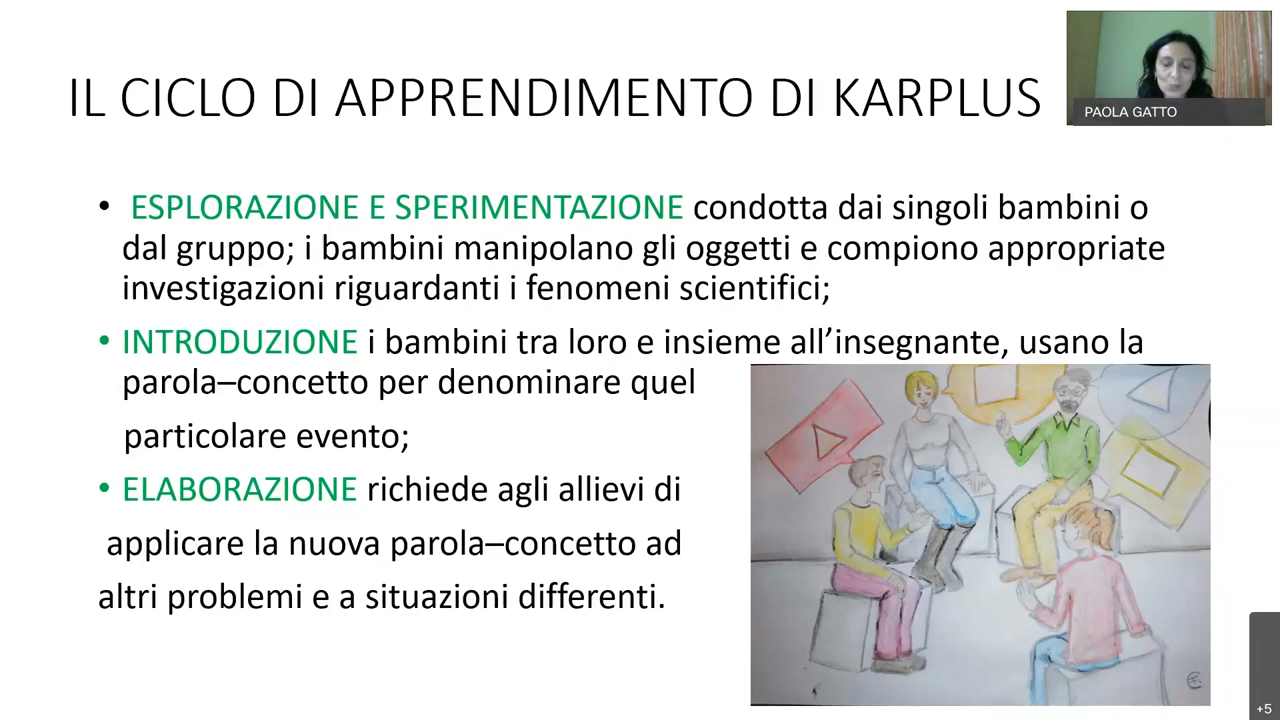 IL CICLO DI APPRENDIMENTO DI KARPLUS
PAOLA GATTO
• ESPLORAZIONE E SPERIMENTAZIONE condotta dai singoli bambini o
dal gruppo; i bambini manipolano gli oggetti e compiono appropriate
investigazioni riguardanti i fenomeni scientifici;
• INTRODUZIONE i bambini tra loro e insieme all’insegnante, usano la
parola–concetto per denominare quel
particolare evento;
• ELABORAZIONE richiede agli allievi di
applicare la nuova parola–concetto ad
altri problemi e a situazioni differenti.
+5